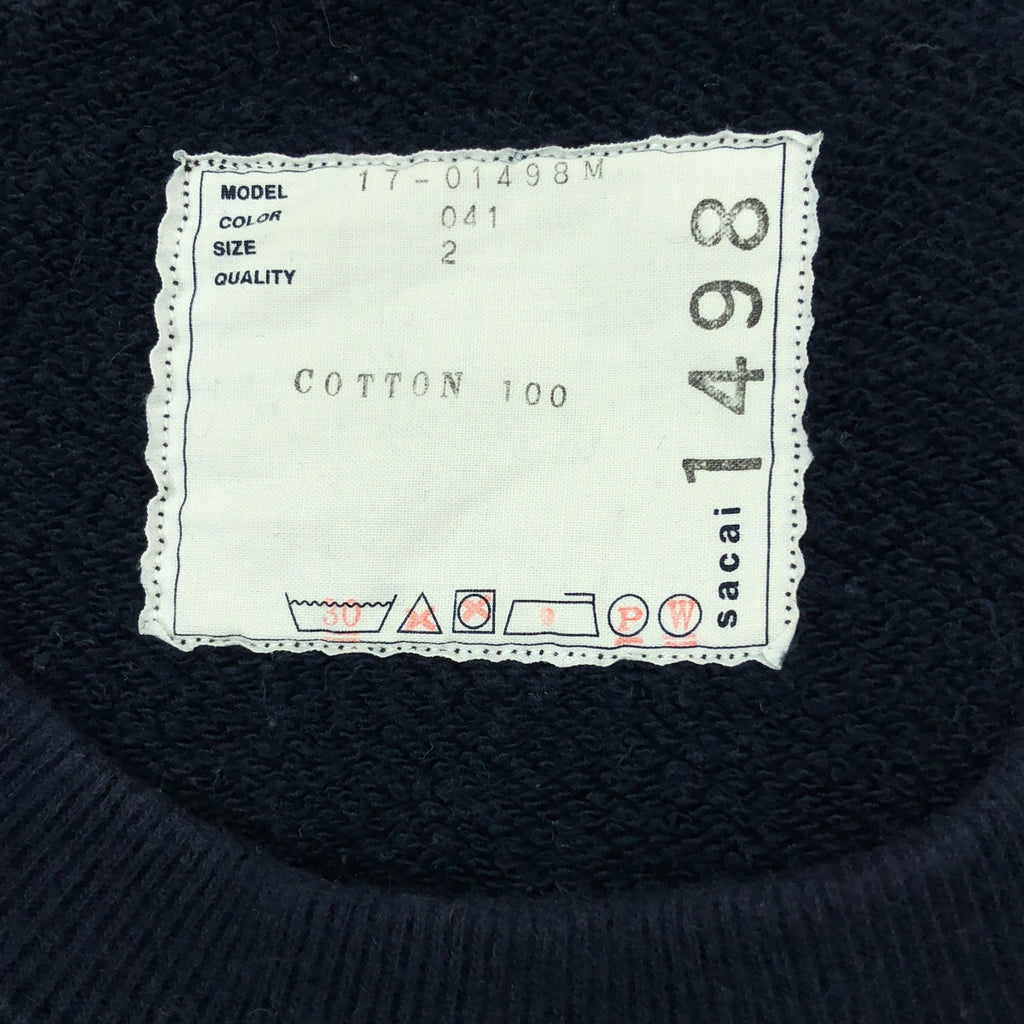 MODEL 17-01498M
COLOR 041
SIZE 2
QUALITY
COTTON 100
30
P
W
sacai 1498